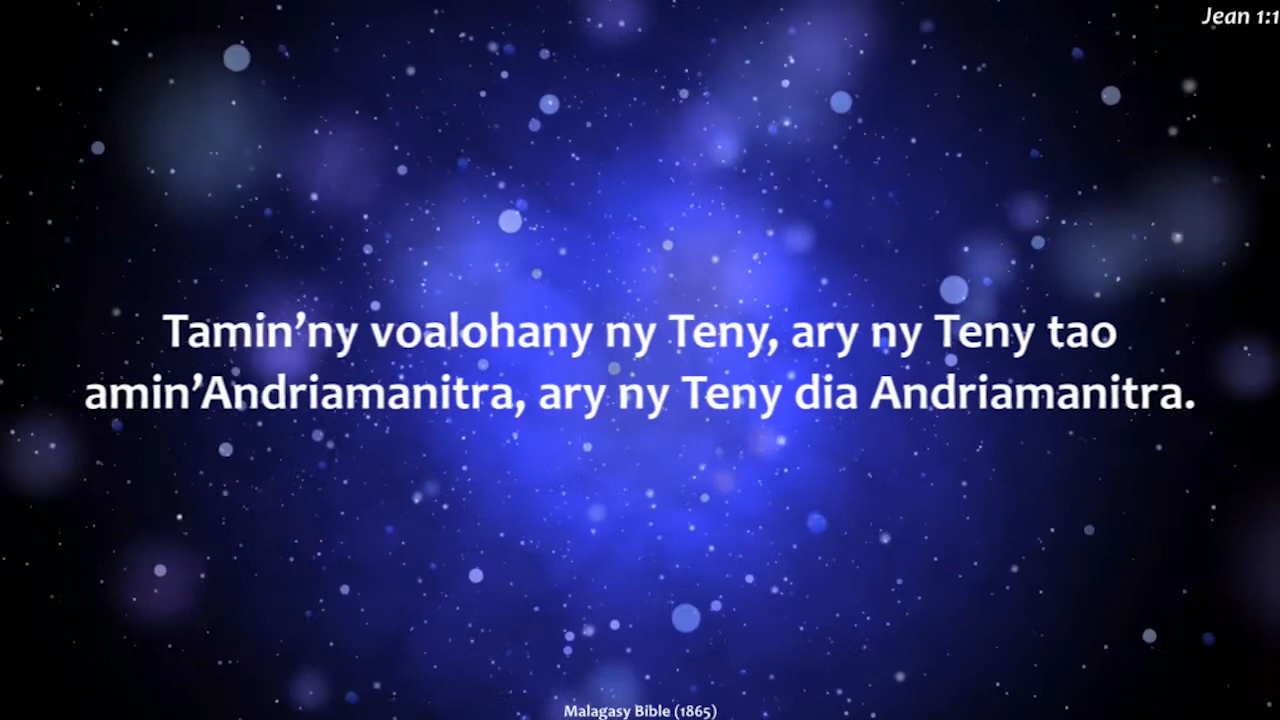 Jean 1:1
Tamin’ny voalohany ny Teny, ary ny Teny tao
amin’Andriamanitra, ary ny Teny dia Andriamanitra.
Malagasy Bible (1865)